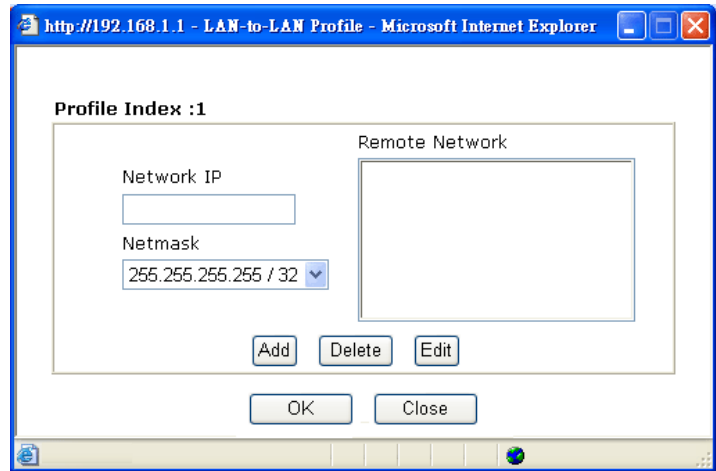 http://192.168.1.1 - LAN-to-LAN Profile - Microsoft Internet Explorer
Profile Index :1
Remote Network
Network IP
Netmask
255.255.255.255 / 32
Add Delete Edit
OK Close